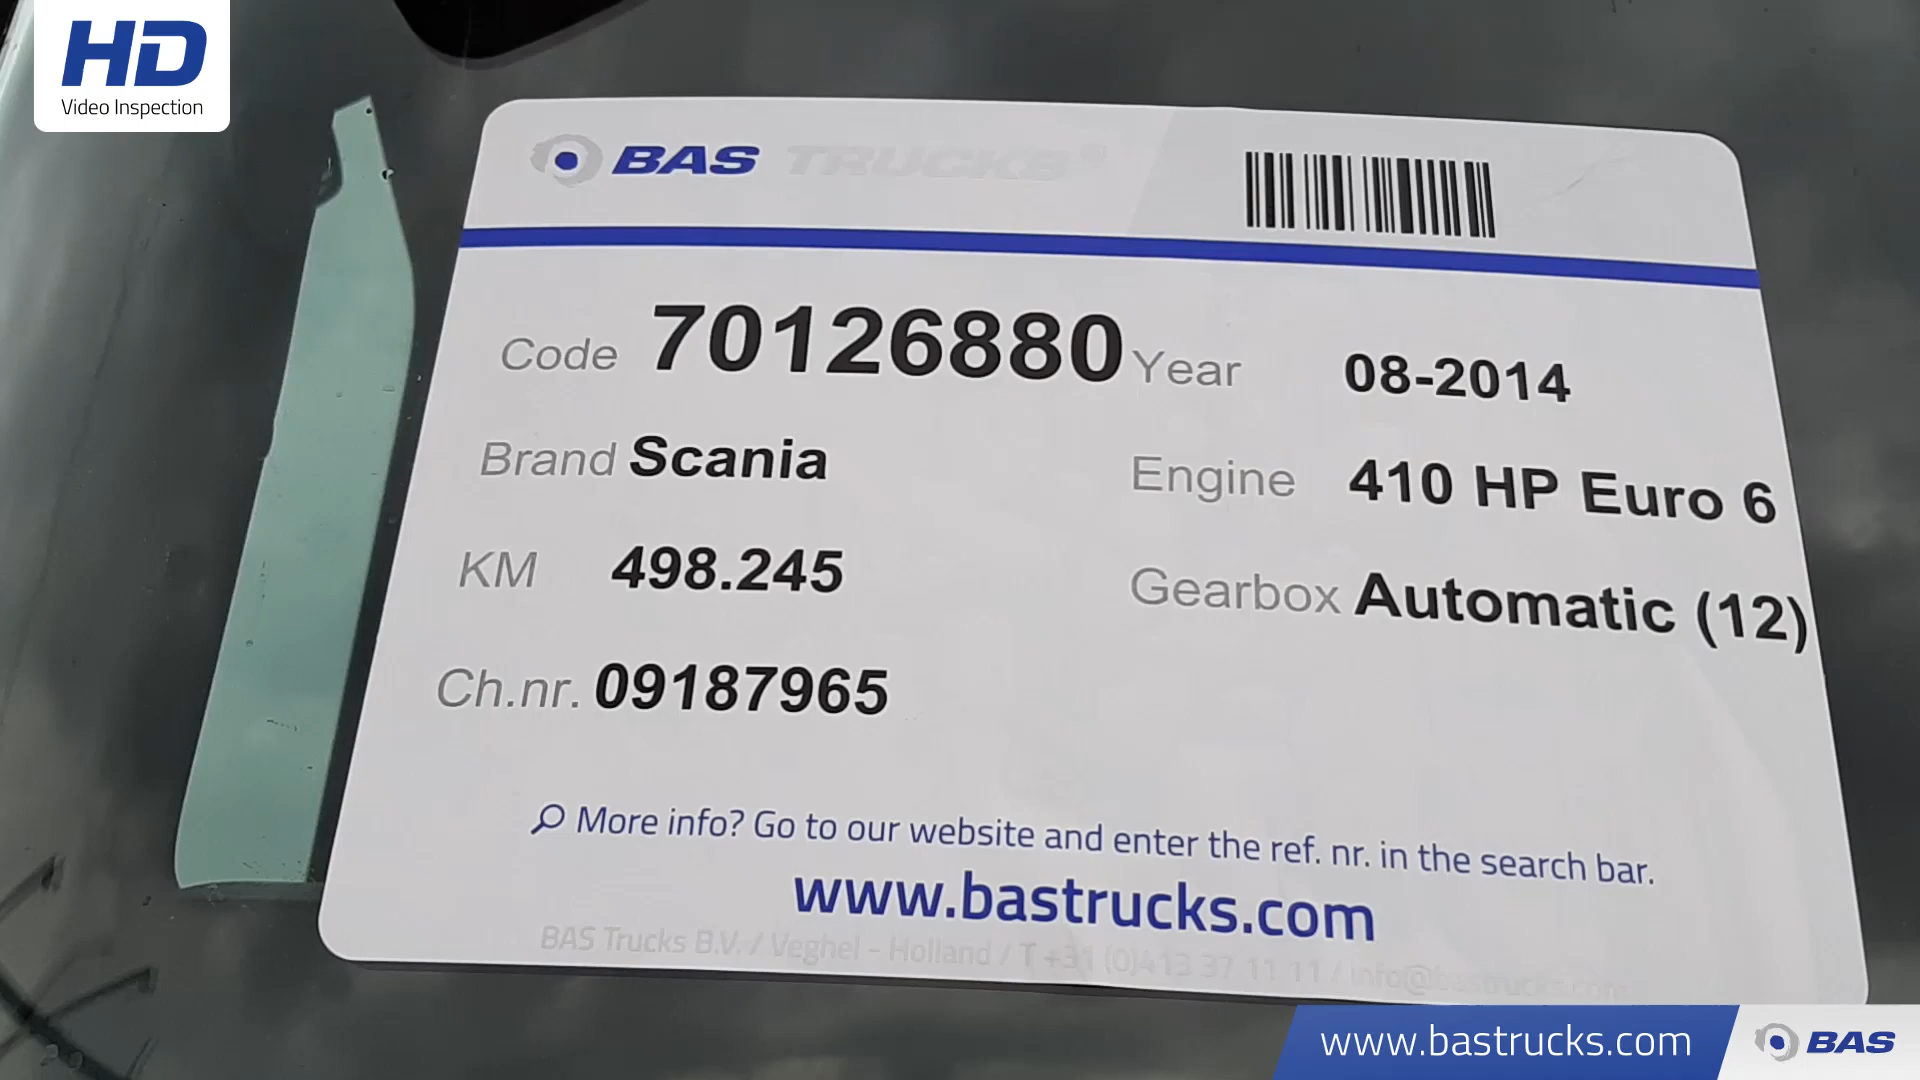 HD
Video Inspection
BAS TRUCKS
Code 70126880 Year 08-2014
Brand Scania Engine 410 HP Euro 6
KM 498.245 Gearbox Automatic (12)
Ch.nr. 09187965
More info? Go to our website and enter the ref. nr. in the search bar.
www.bastrucks.com
BAS Trucks B.V. / Veghel - Holland / T +31 (0)413 37 11 11 / info@bastrucks.com
www.bastrucks.com BAS